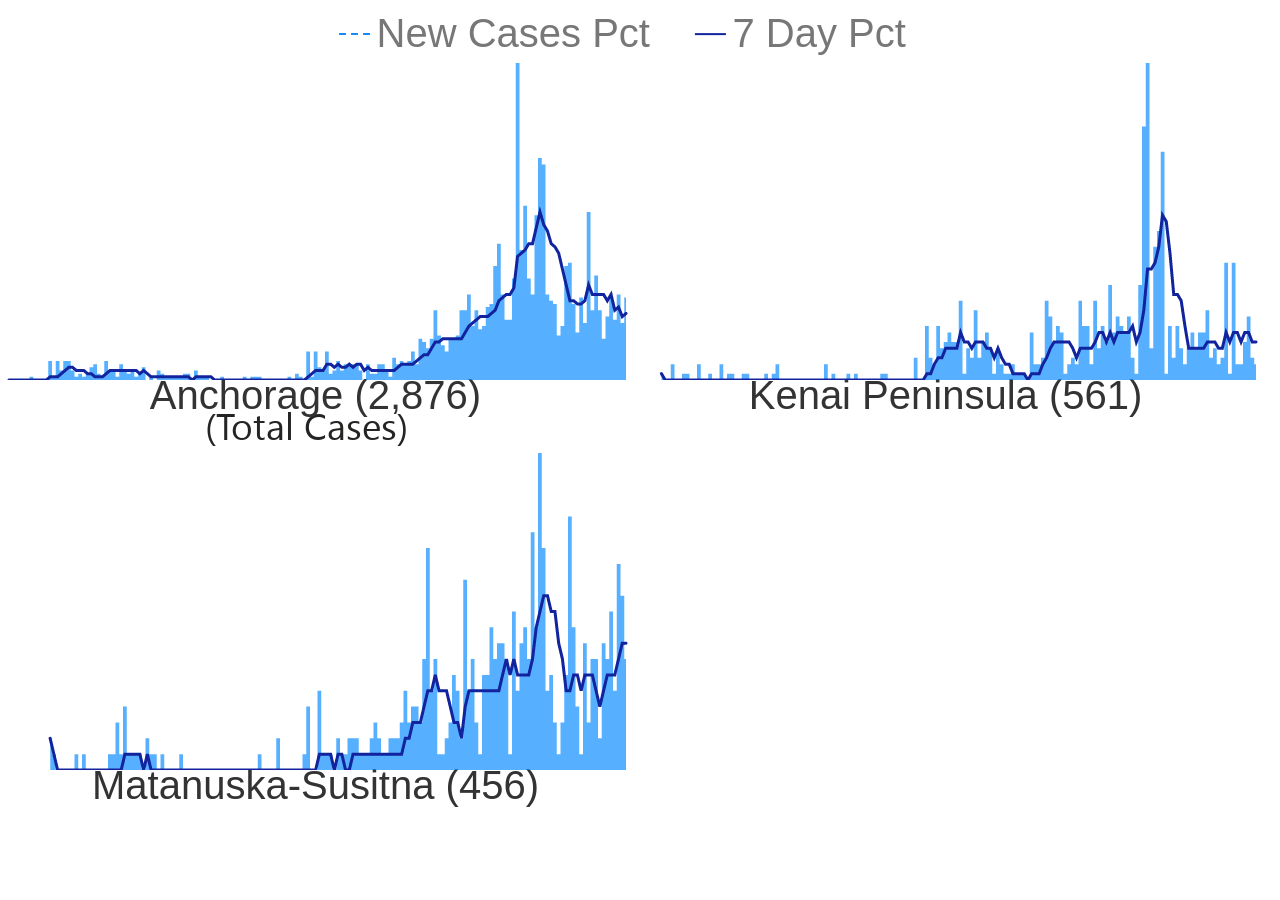 New Cases Pct 7 Day Pct
Anchorage (2,876) Kenai Peninsula (561)
(Total Cases)
Matanuska-Susitna (456)